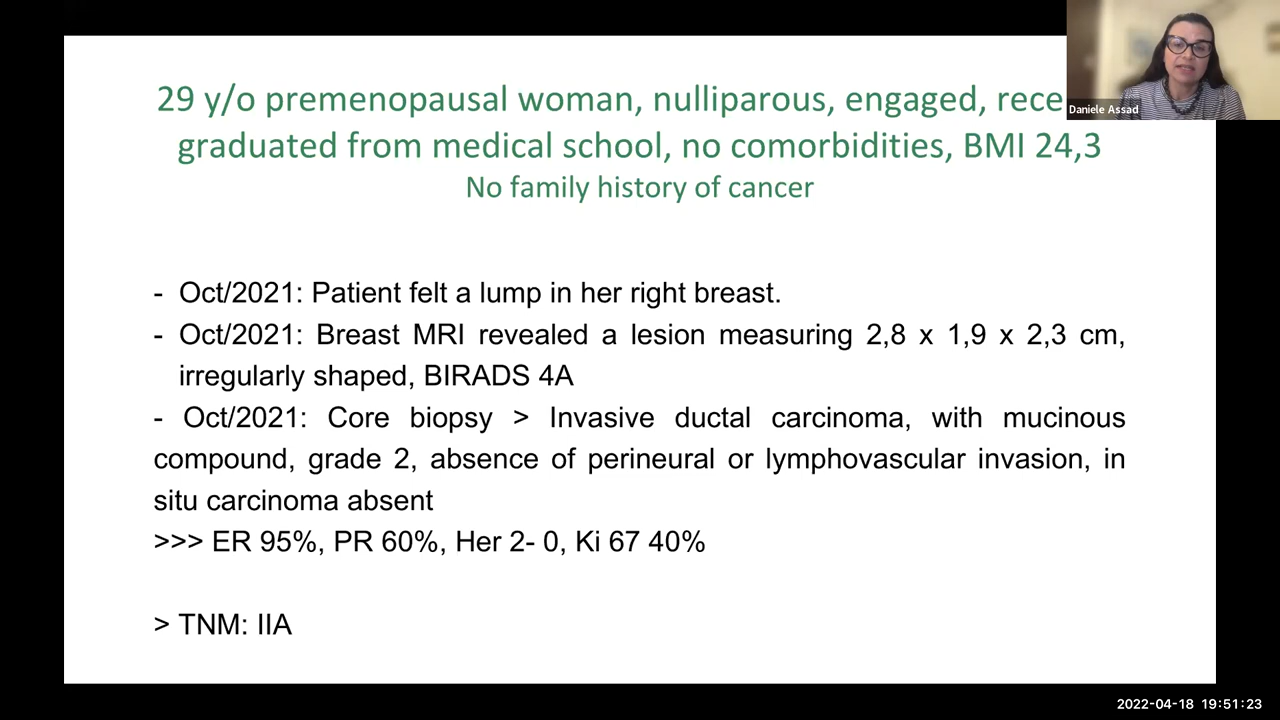 29 y/o premenopausal woman, nulliparous, engaged,
graduated from medical school, no comorbidities, BMI 24,3
No family history of cancer
Daniele Assad
- Oct/2021: Patient felt a lump in her right breast.
- Oct/2021: Breast MRI revealed a lesion measuring 2,8 x 1,9 x 2,3 cm,
irregularly shaped, BIRADS 4A
- Oct/2021: Core biopsy > Invasive ductal carcinoma, with mucinous
compound, grade 2, absence of perineural or lymphovascular invasion, in
situ carcinoma absent
>>> ER 95%, PR 60%, Her 2- 0, Ki 67 40%
> TNM: IIA
2022-04-18 19:51:23